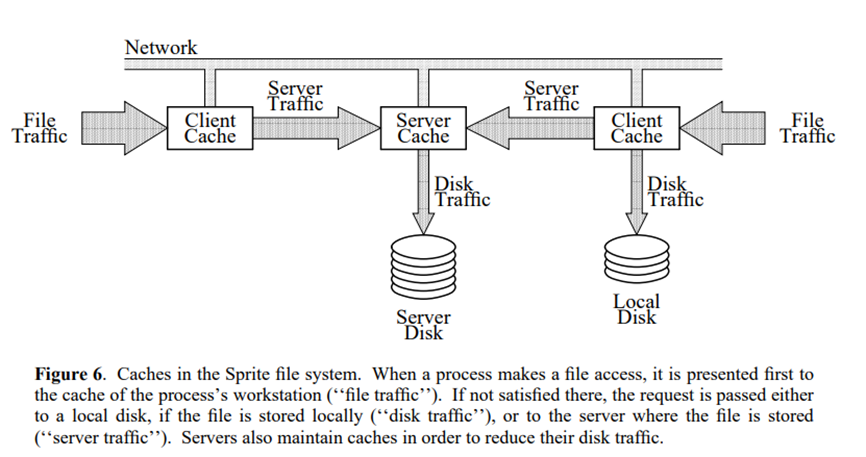 Network
Server
Traffic
Server
Traffic
File
Traffic
Client
Cache
Server
Cache
Client
Cache
File
Traffic
Disk
Traffic
Disk
Traffic
Server
Disk
Local
Disk
Figure 6. Caches in the Sprite file system. When a process makes a file access, it is presented first to
the cache of the process's workstation (‘‘file traffic’’). If not satisfied there, the request is passed either
to a local disk, if the file is stored locally (‘‘disk traffic’’), or to the server where the file is stored
(‘‘server traffic’’). Servers also maintain caches in order to reduce their disk traffic.